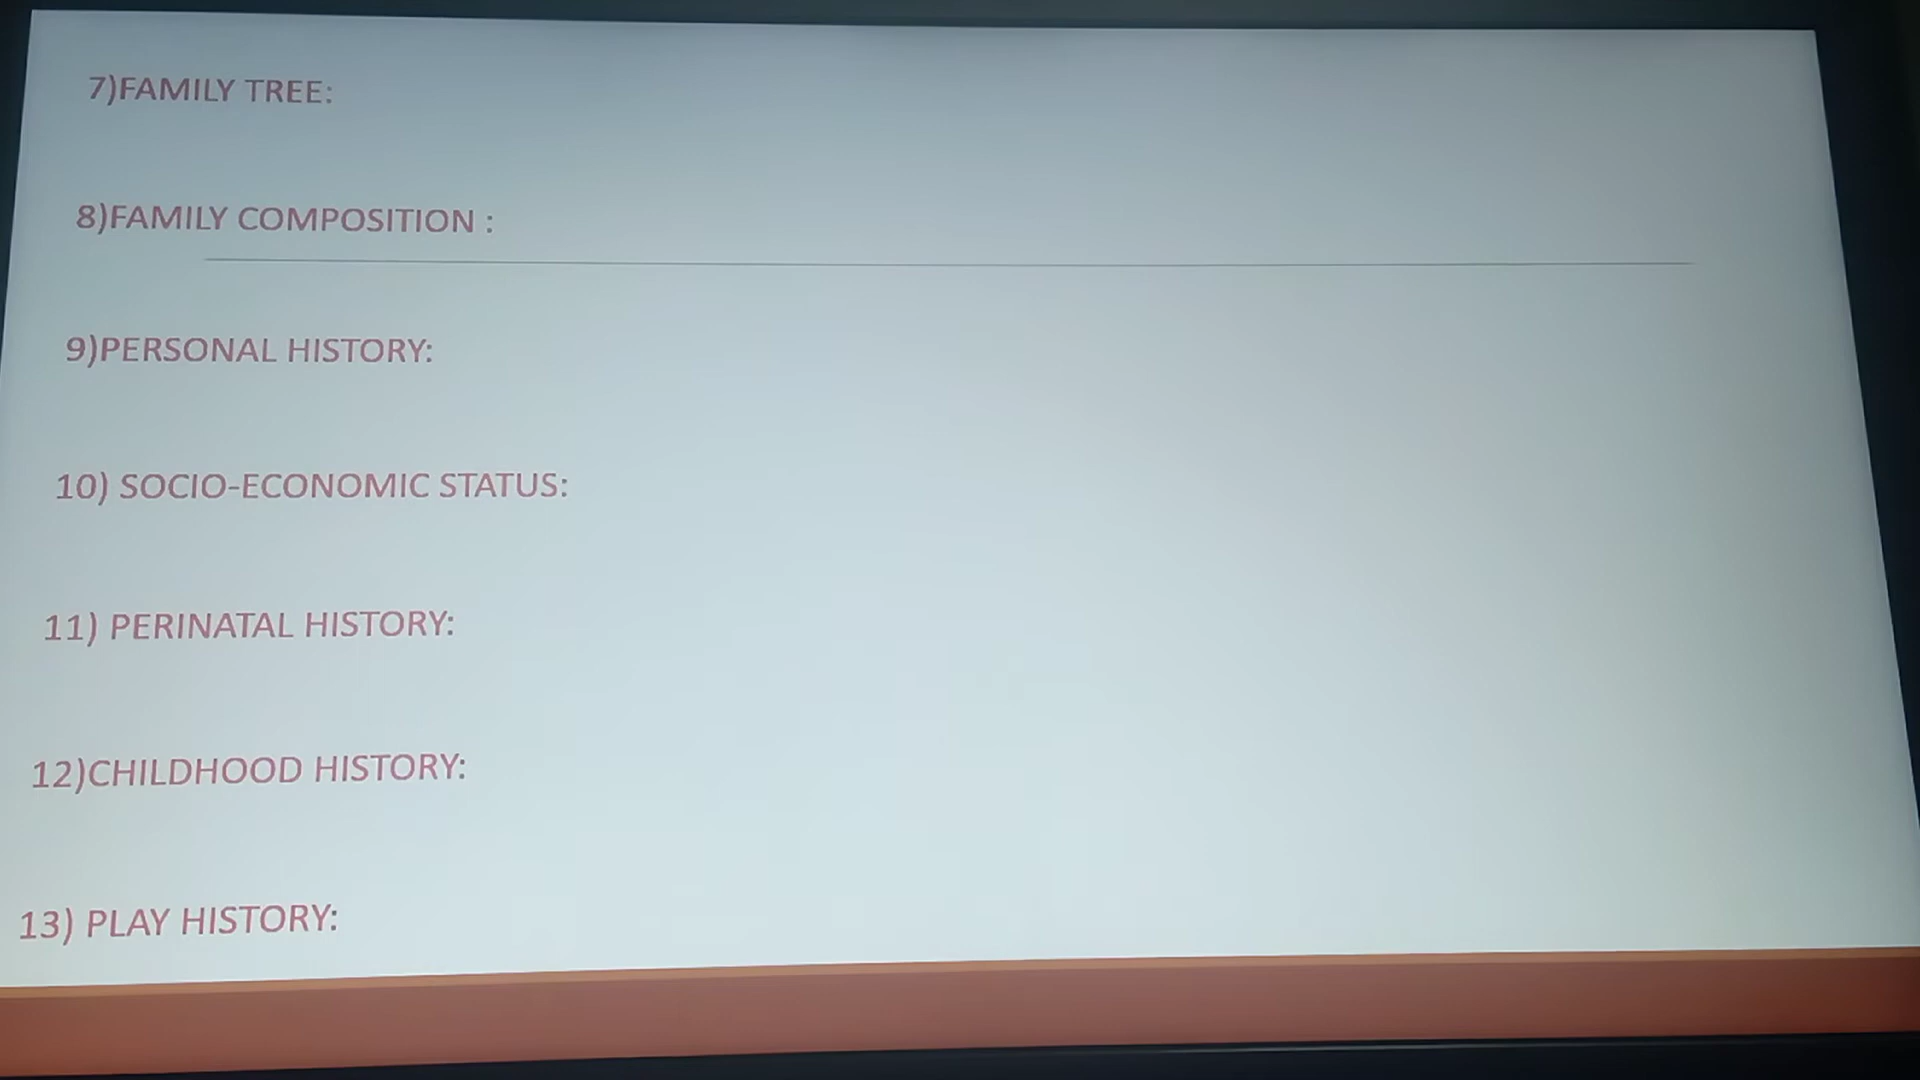 7)FAMILY TREE:
8)FAMILY COMPOSITION :
9)PERSONAL HISTORY:
10) SOCIO-ECONOMIC STATUS:
11) PERINATAL HISTORY:
12)CHILDHOOD HISTORY:
13) PLAY HISTORY: